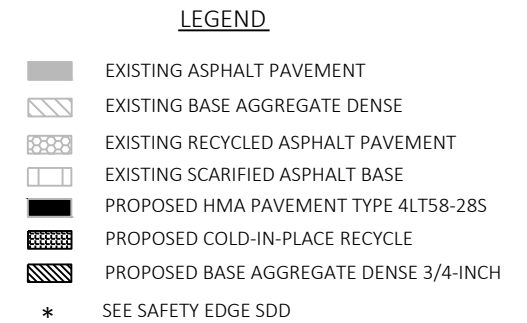 LEGEND
EXISTING ASPHALT PAVEMENT
EXISTING BASE AGGREGATE DENSE
EXISTING RECYCLED ASPHALT PAVEMENT
EXISTING SCARIFIED ASPHALT BASE
PROPOSED HMA PAVEMENT TYPE 4LT58-28S
PROPOSED COLD-IN-PLACE RECYCLE
PROPOSED BASE AGGREGATE DENSE 3/4-INCH
* SEE SAFETY EDGE SDD